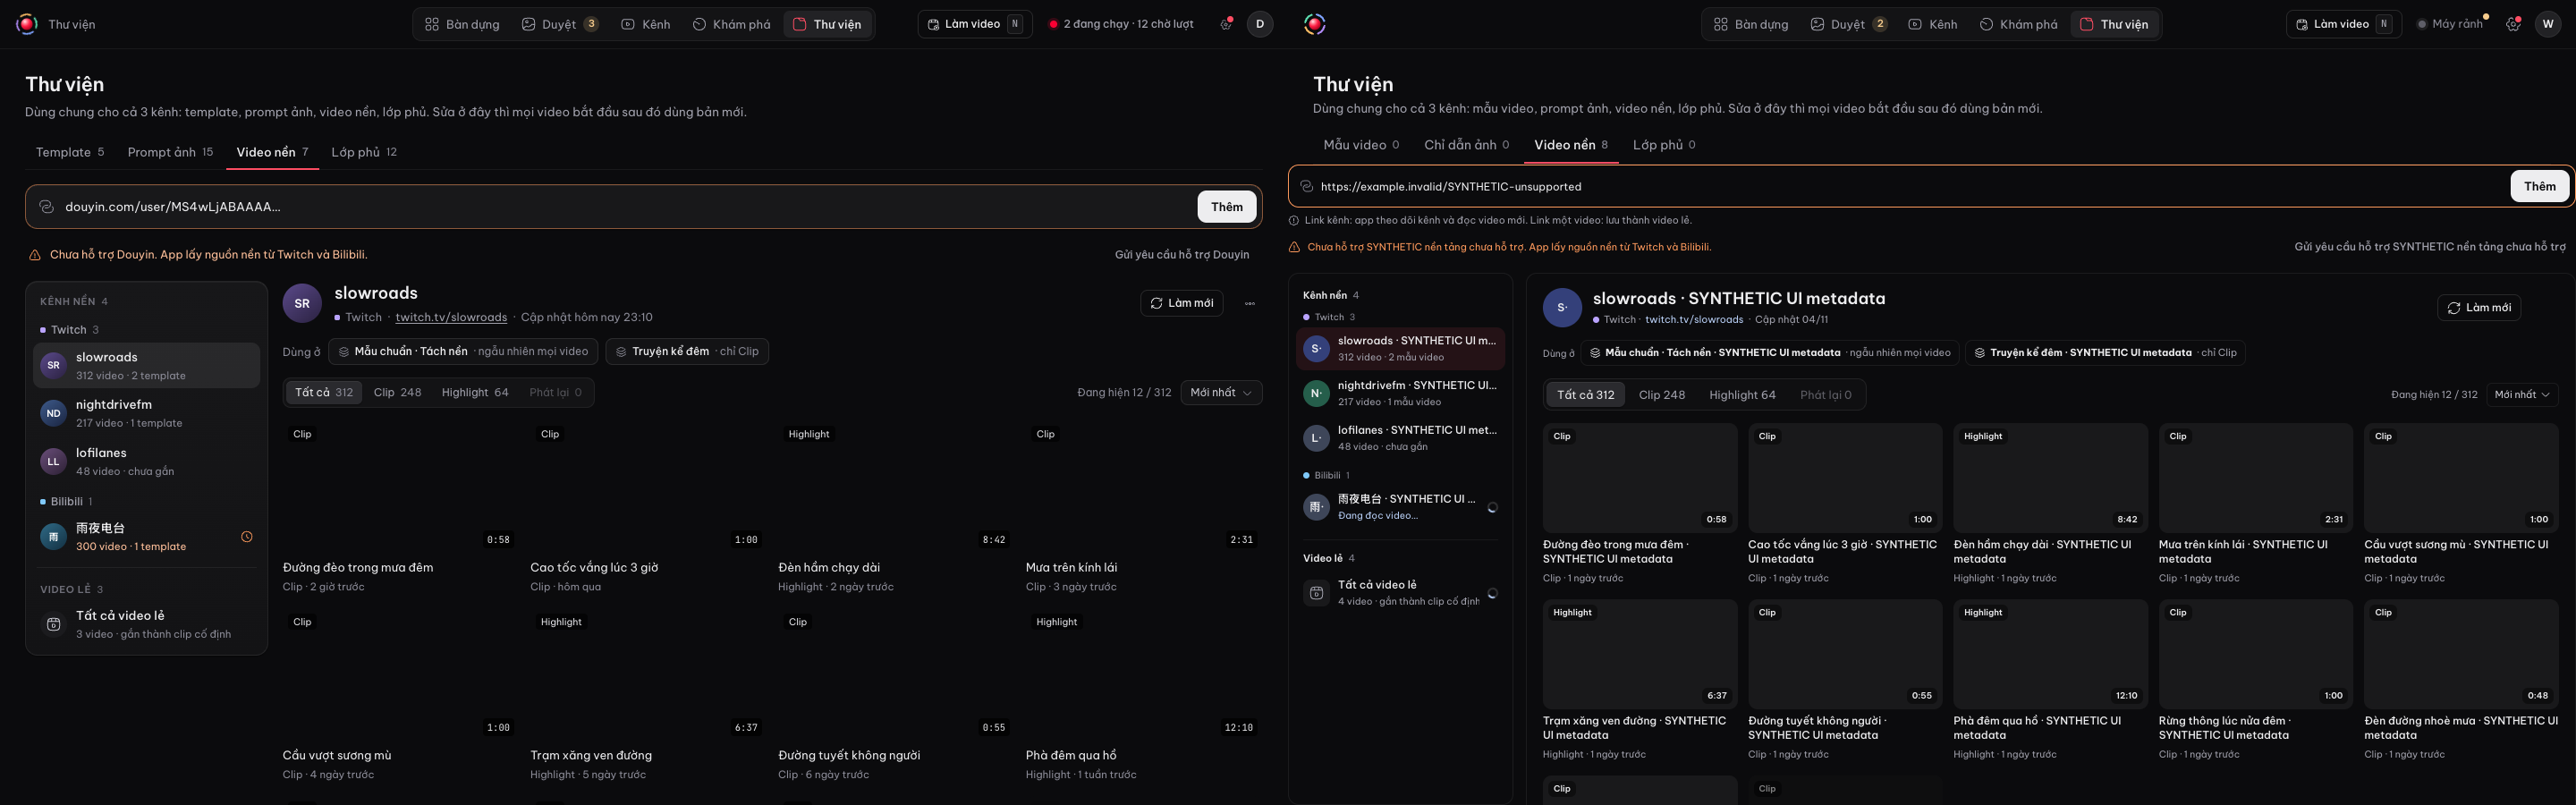 Thư viện
Bàn dựng
Duyệt 3
Kênh
Khám phá
Thư viện
Làm video N
2 đang chạy · 12 chờ lượt
D
Thư viện
Dùng chung cho cả 3 kênh: template, prompt ảnh, video nền, lớp phủ. Sửa ở đây thì mọi video bắt đầu sau đó dùng bản mới.
Template 5
Prompt ảnh 15
Video nền 7
Lớp phủ 12
douyin.com/user/MS4wLjABAAAA...
Thêm
Chưa hỗ trợ Douyin. App lấy nguồn nền từ Twitch và Bilibili.
Gửi yêu cầu hỗ trợ Douyin
KÊNH NỀN 4
Twitch 3
SR
slowroads
312 video · 2 template
ND
nightdrivefm
217 video · 1 template
LL
lofilanes
48 video · chưa gắn
Bilibili 1
雨
雨夜电台
300 video · 1 template
VIDEO LẺ 3
Tất cả video lẻ
3 video · gắn thành clip cố định
SR
slowroads
Twitch · twitch.tv/slowroads · Cập nhật hôm nay 23:10
Làm mới
Dùng ở
Mẫu chuẩn · Tách nền · ngẫu nhiên mọi video
Truyện kể đêm · chỉ Clip
Tất cả 312
Clip 248
Highlight 64
Phát lại 0
Đang hiện 12 / 312
Mới nhất
Clip
0:58
Đường đèo trong mưa đêm
Clip · 2 giờ trước
Clip
1:00
Cao tốc vắng lúc 3 giờ
Clip · hôm qua
Highlight
8:42
Đèn hầm chạy dài
Highlight · 2 ngày trước
Clip
2:31
Mưa trên kính lái
Clip · 3 ngày trước
Clip
1:00
Cầu vượt sương mù
Clip · 4 ngày trước
Highlight
6:37
Trạm xăng ven đường
Highlight · 5 ngày trước
Clip
0:55
Đường tuyết không người
Clip · 6 ngày trước
Highlight
12:10
Phà đêm qua hồ
Highlight · 1 tuần trước
Bàn dựng
Duyệt 2
Kênh
Khám phá
Thư viện
Làm video N
Máy rảnh
W
Thư viện
Dùng chung cho cả 3 kênh: mẫu video, prompt ảnh, video nền, lớp phủ. Sửa ở đây thì mọi video bắt đầu sau đó dùng bản mới.
Mẫu video 0
Chỉ dẫn ảnh 0
Video nền 8
Lớp phủ 0
https://example.invalid/SYNTHETIC-unsupported
Thêm
Link kênh: app theo dõi kênh và đọc video mới. Link một video: lưu thành video lẻ.
Chưa hỗ trợ SYNTHETIC nền tảng chưa hỗ trợ. App lấy nguồn nền từ Twitch và Bilibili.
Gửi yêu cầu hỗ trợ SYNTHETIC nền tảng chưa hỗ trợ
Kênh nền 4
Twitch 3
S·
slowroads · SYNTHETIC UI m...
312 video · 2 mẫu video
N·
nightdrivefm · SYNTHETIC UI...
217 video · 1 mẫu video
L·
lofilanes · SYNTHETIC UI met...
48 video · chưa gắn
Bilibili 1
雨·
雨夜电台 · SYNTHETIC UI ...
Đang đọc video...
Video lẻ 4
Tất cả video lẻ
4 video · gắn thành clip cố định
S·
slowroads · SYNTHETIC UI metadata
Twitch · twitch.tv/slowroads · Cập nhật 04/11
Làm mới
Dùng ở
Mẫu chuẩn · Tách nền · SYNTHETIC UI metadata · ngẫu nhiên mọi video
Truyện kể đêm · SYNTHETIC UI metadata · chỉ Clip
Tất cả 312
Clip 248
Highlight 64
Phát lại 0
Đang hiện 12 / 312
Mới nhất
Clip
0:58
Đường đèo trong mưa đêm ·
SYNTHETIC UI metadata
Clip · 1 ngày trước
Clip
1:00
Cao tốc vắng lúc 3 giờ · SYNTHETIC
UI metadata
Clip · 1 ngày trước
Highlight
8:42
Đèn hầm chạy dài · SYNTHETIC UI
metadata
Highlight · 1 ngày trước
Clip
2:31
Mưa trên kính lái · SYNTHETIC UI
metadata
Clip · 1 ngày trước
Clip
1:00
Cầu vượt sương mù · SYNTHETIC UI
metadata
Clip · 1 ngày trước
Highlight
6:37
Trạm xăng ven đường · SYNTHETIC
UI metadata
Highlight · 1 ngày trước
Clip
0:55
Đường tuyết không người ·
SYNTHETIC UI metadata
Clip · 1 ngày trước
Highlight
12:10
Phà đêm qua hồ · SYNTHETIC UI
metadata
Highlight · 1 ngày trước
Clip
1:00
Rừng thông lúc nửa đêm ·
SYNTHETIC UI metadata
Clip · 1 ngày trước
Clip
0:48
Đèn đường nhoè mưa · SYNTHETIC UI
metadata
Clip · 1 ngày trước
Clip
Clip